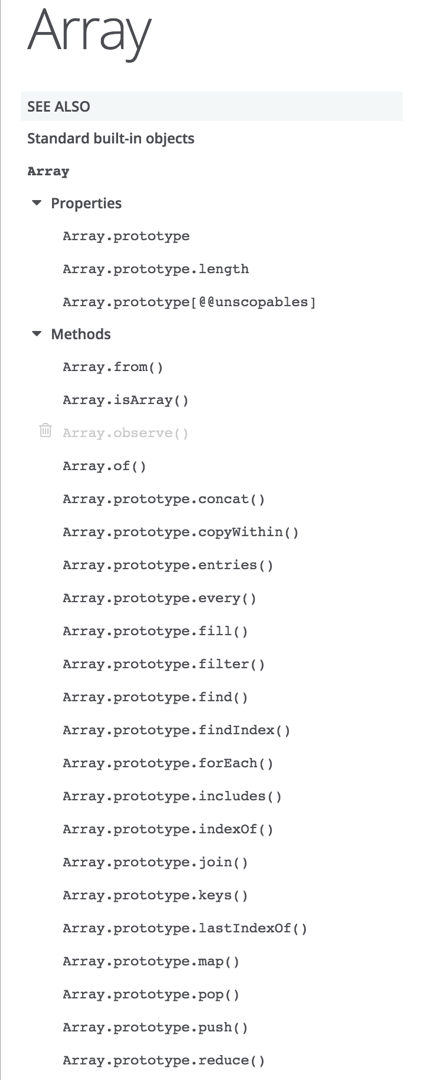 Array
SEE ALSO
Standard built-in objects
Array
Properties
Array.prototype
Array.prototype.length
Array.prototype[@@unscopables]
Methods
Array.from()
Array.isArray()
Array.observe()
Array.of()
Array.prototype.concat()
Array.prototype.copyWithin()
Array.prototype.entries()
Array.prototype.every()
Array.prototype.fill()
Array.prototype.filter()
Array.prototype.find()
Array.prototype.findIndex()
Array.prototype.forEach()
Array.prototype.includes()
Array.prototype.indexOf()
Array.prototype.join()
Array.prototype.keys()
Array.prototype.lastIndexOf()
Array.prototype.map()
Array.prototype.pop()
Array.prototype.push()
Array.prototype.reduce()